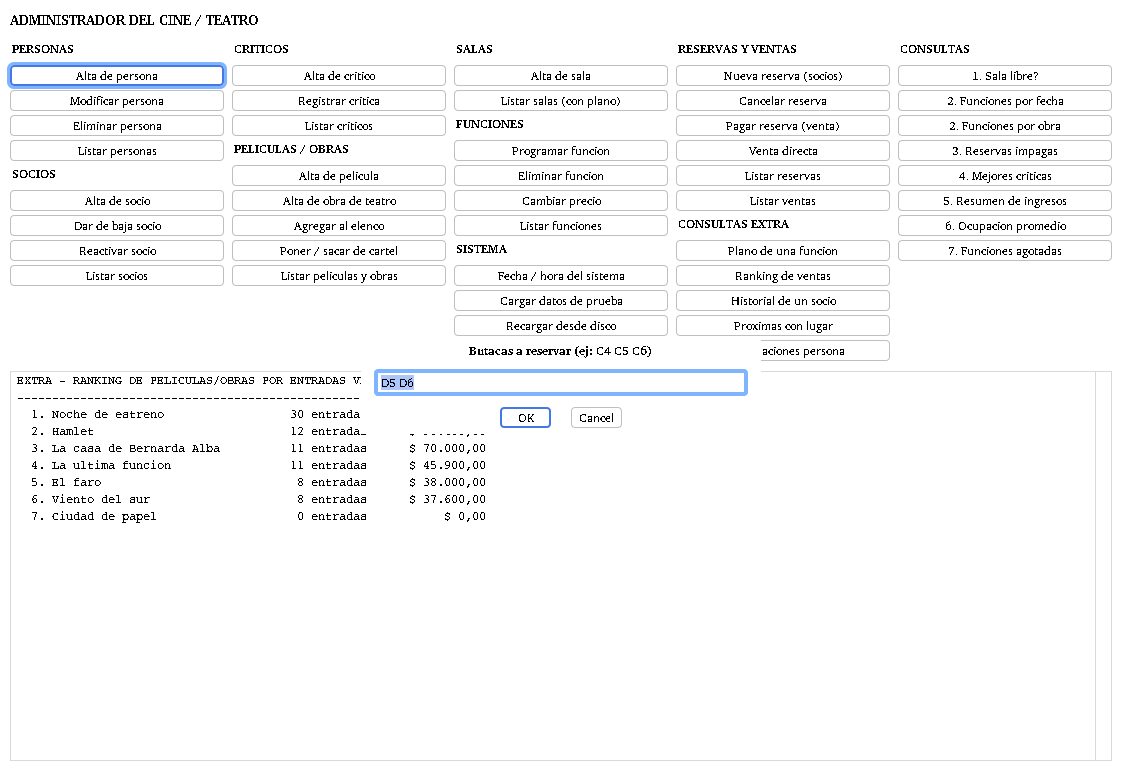 ADMINISTRADOR DEL CINE / TEATRO
PERSONAS
Alta de persona
Modificar persona
Eliminar persona
Listar personas
SOCIOS
Alta de socio
Dar de baja socio
Reactivar socio
Listar socios
CRITICOS
Alta de critico
Registrar critica
Listar criticos
PELICULAS / OBRAS
Alta de pelicula
Alta de obra de teatro
Agregar al elenco
Poner / sacar de cartel
Listar peliculas y obras
SALAS
Alta de sala
Listar salas (con plano)
FUNCIONES
Programar funcion
Eliminar funcion
Cambiar precio
Listar funciones
SISTEMA
Fecha / hora del sistema
Cargar datos de prueba
Recargar desde disco
RESERVAS Y VENTAS
Nueva reserva (socios)
Cancelar reserva
Pagar reserva (venta)
Venta directa
Listar reservas
Listar ventas
CONSULTAS EXTRA
Plano de una funcion
Ranking de ventas
Historial de un socio
Proximas con lugar
aciones persona
CONSULTAS
1. Sala libre?
2. Funciones por fecha
2. Funciones por obra
3. Reservas impagas
4. Mejores criticas
5. Resumen de ingresos
6. Ocupacion promedio
7. Funciones agotadas
Butacas a reservar (ej: C4 C5 C6)
D5 D6
OK Cancel
EXTRA - RANKING DE PELICULAS/OBRAS POR ENTRADAS
------------------------------------------------
1. Noche de estreno 30 entrada
2. Hamlet 12 entrada
3. La casa de Bernarda Alba 11 entradas $ 70.000,00
4. La ultima funcion 11 entradas $ 45.900,00
5. El faro 8 entradas $ 38.000,00
6. Viento del sur 8 entradas $ 37.600,00
7. Ciudad de papel 0 entradas $ 0,00